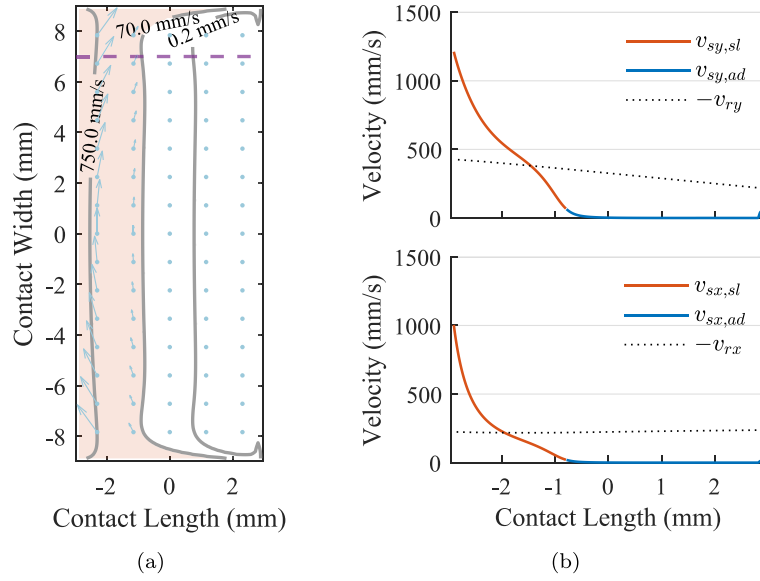 8
6
4
2
0
-2
-4
-6
-8
Contact Width (mm)
70.0 mm/s
0.2 mm/s
750.0 mm/s
-2 0 2
Contact Length (mm)
(a)
1500
1000
500
0
Velocity (mm/s)
v_{sy,sl}
v_{sy,ad}
−v_{ry}
1500
1000
500
0
Velocity (mm/s)
v_{sx,sl}
v_{sx,ad}
−v_{rx}
-2 -1 0 1 2
Contact Length (mm)
(b)